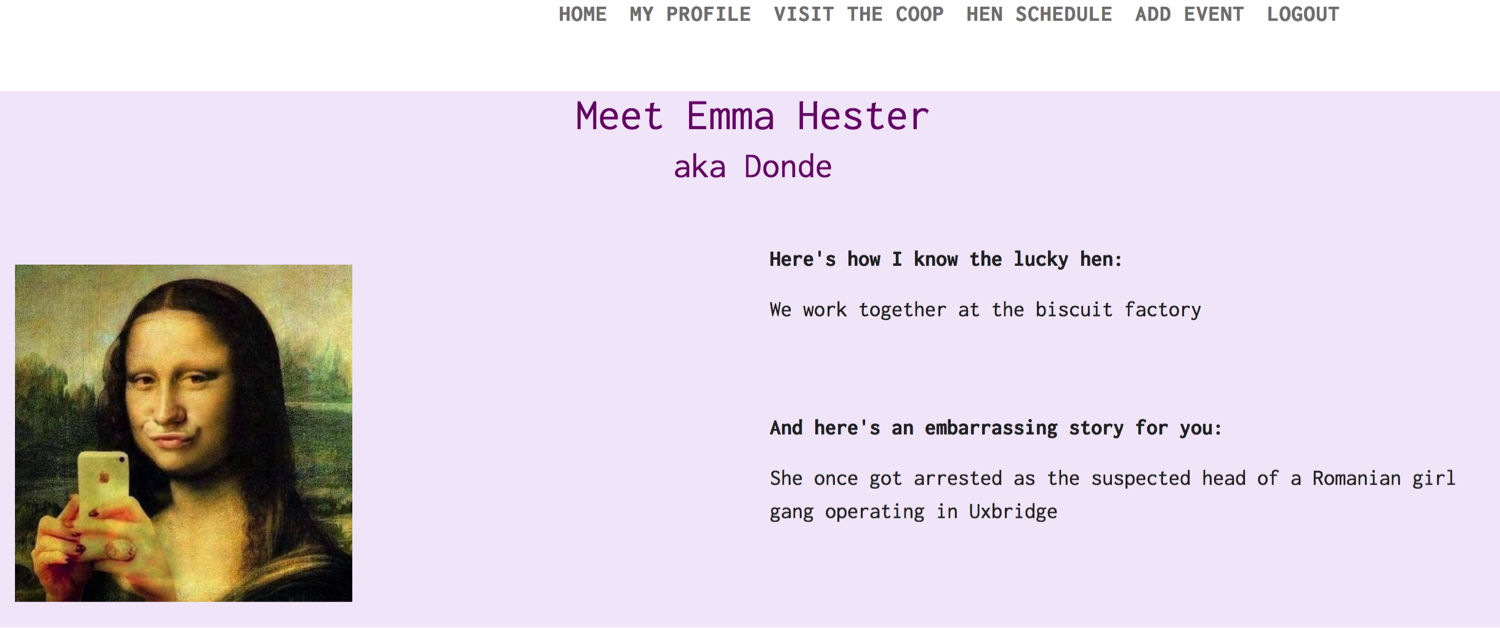 HOME MY PROFILE VISIT THE COOP HEN SCHEDULE ADD EVENT LOGOUT
Meet Emma Hester
aka Donde
Here's how I know the lucky hen:
We work together at the biscuit factory
And here's an embarrassing story for you:
She once got arrested as the suspected head of a Romanian girl
gang operating in Uxbridge